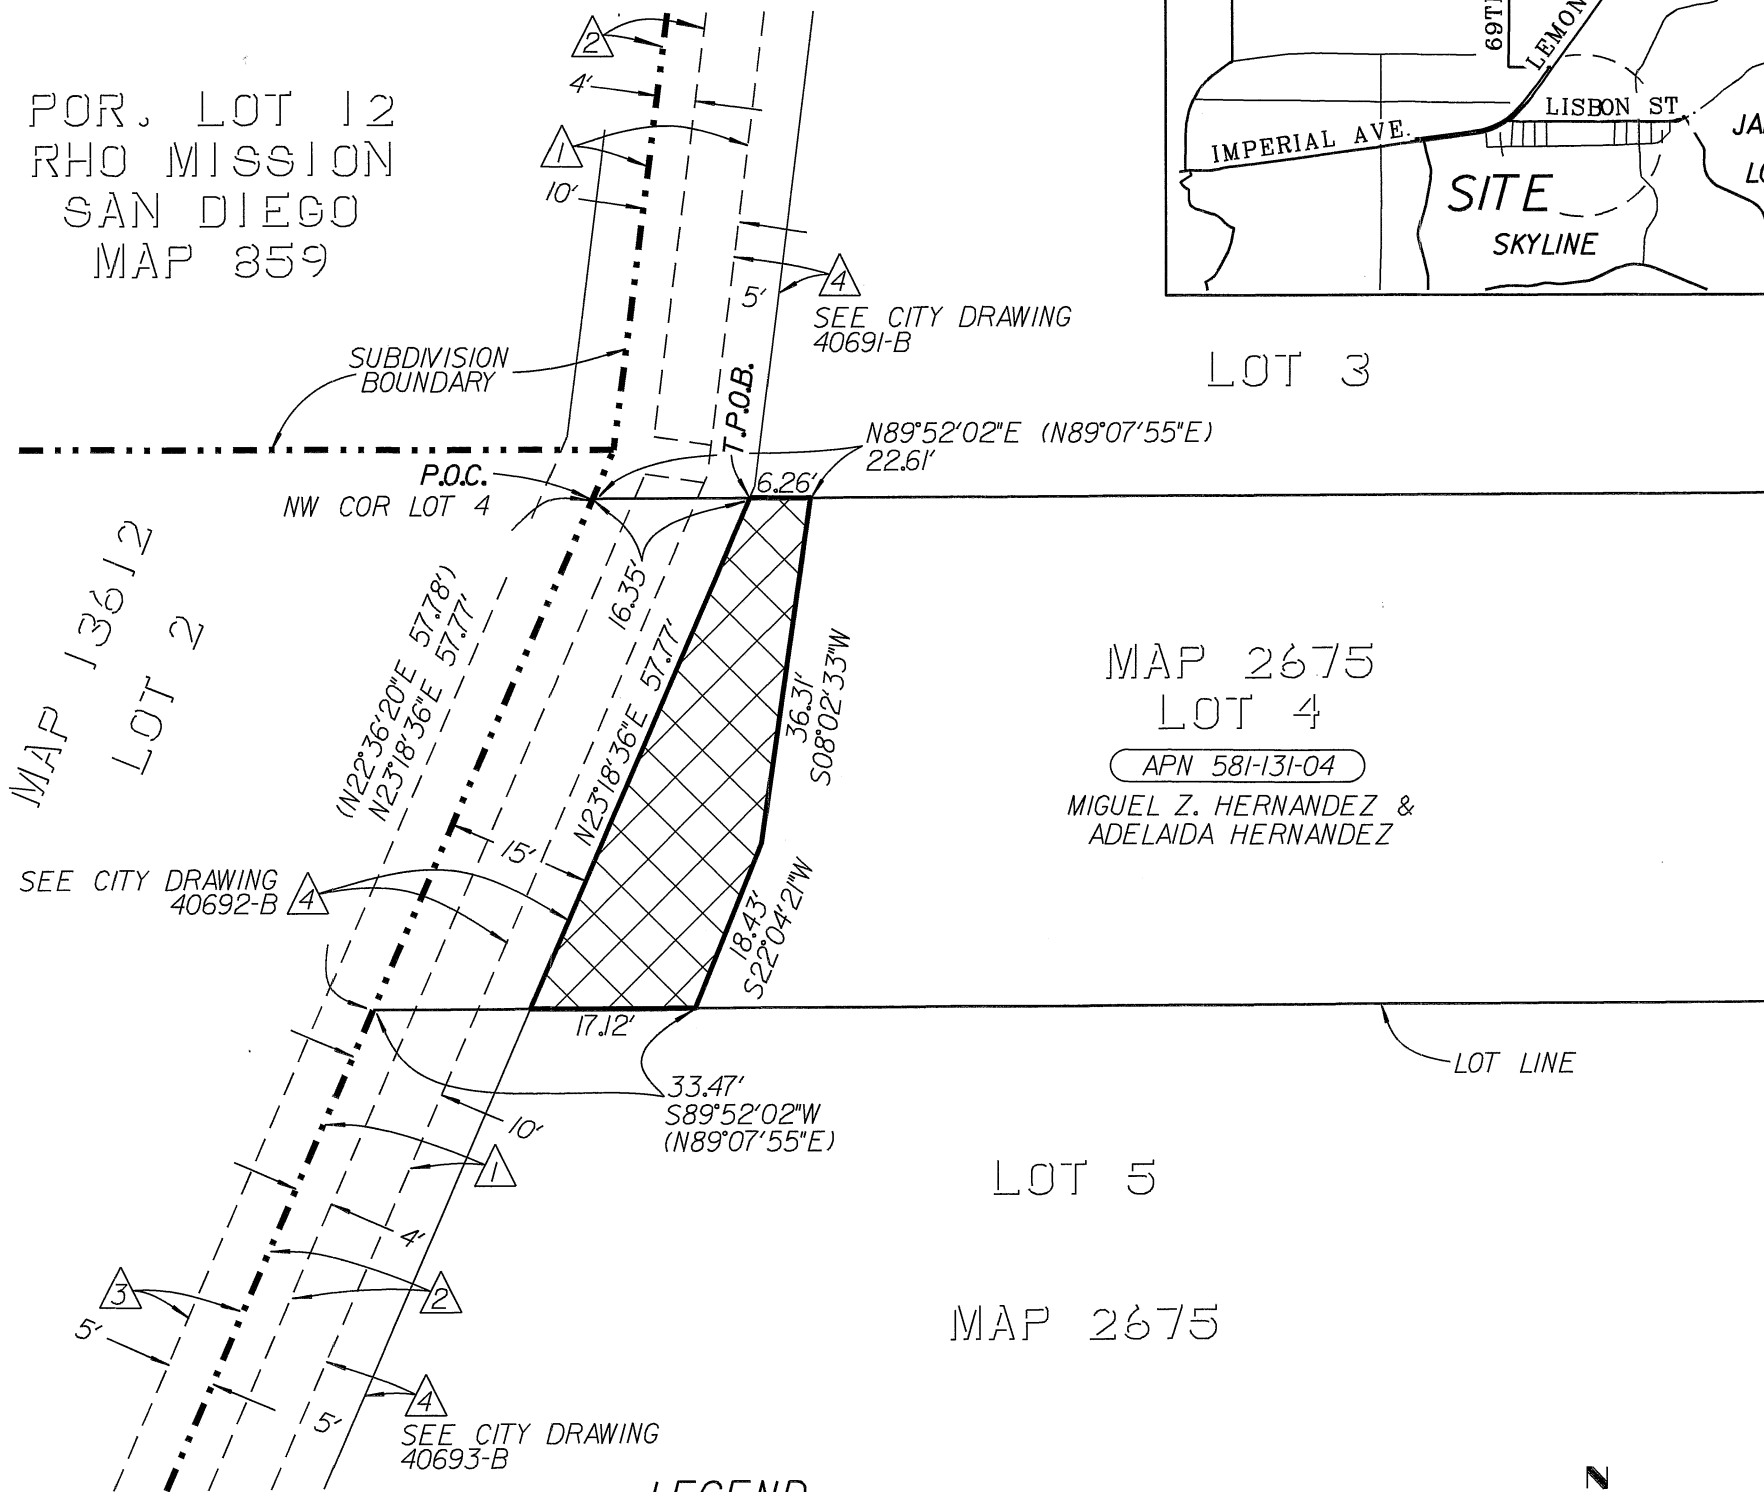 POR. LOT 12
RHO MISSION
SAN DIEGO
MAP 859
2
4'
1
10'
5'
4
SEE CITY DRAWING
40691-B
SUBDIVISION
BOUNDARY
T.P.O.B.
P.O.C.
NW COR LOT 4
N89°52'02"E (N89°07'55"E)
22.61'
6.26'
LOT 3
69TH
LEMON
LISBON ST
IMPERIAL AVE.
SITE
SKYLINE
MAP 13612
LOT 2
(N22°36'20"E 57.78')
N23°18'36"E 57.77'
16.35'
N23°18'36"E 57.77'
36.31'
S08°02'33"W
15'
MAP 2675
LOT 4
APN 581-131-04
MIGUEL Z. HERNANDEZ &
ADELAIDA HERNANDEZ
SEE CITY DRAWING
40692-B
4
18.43'
S22°04'21"W
17.12'
33.47'
S89°52'02"W
(N89°07'55"E)
LOT LINE
10'
1
4'
2
3
5'
LOT 5
MAP 2675
4
5'
SEE CITY DRAWING
40693-B
LEGEND
N